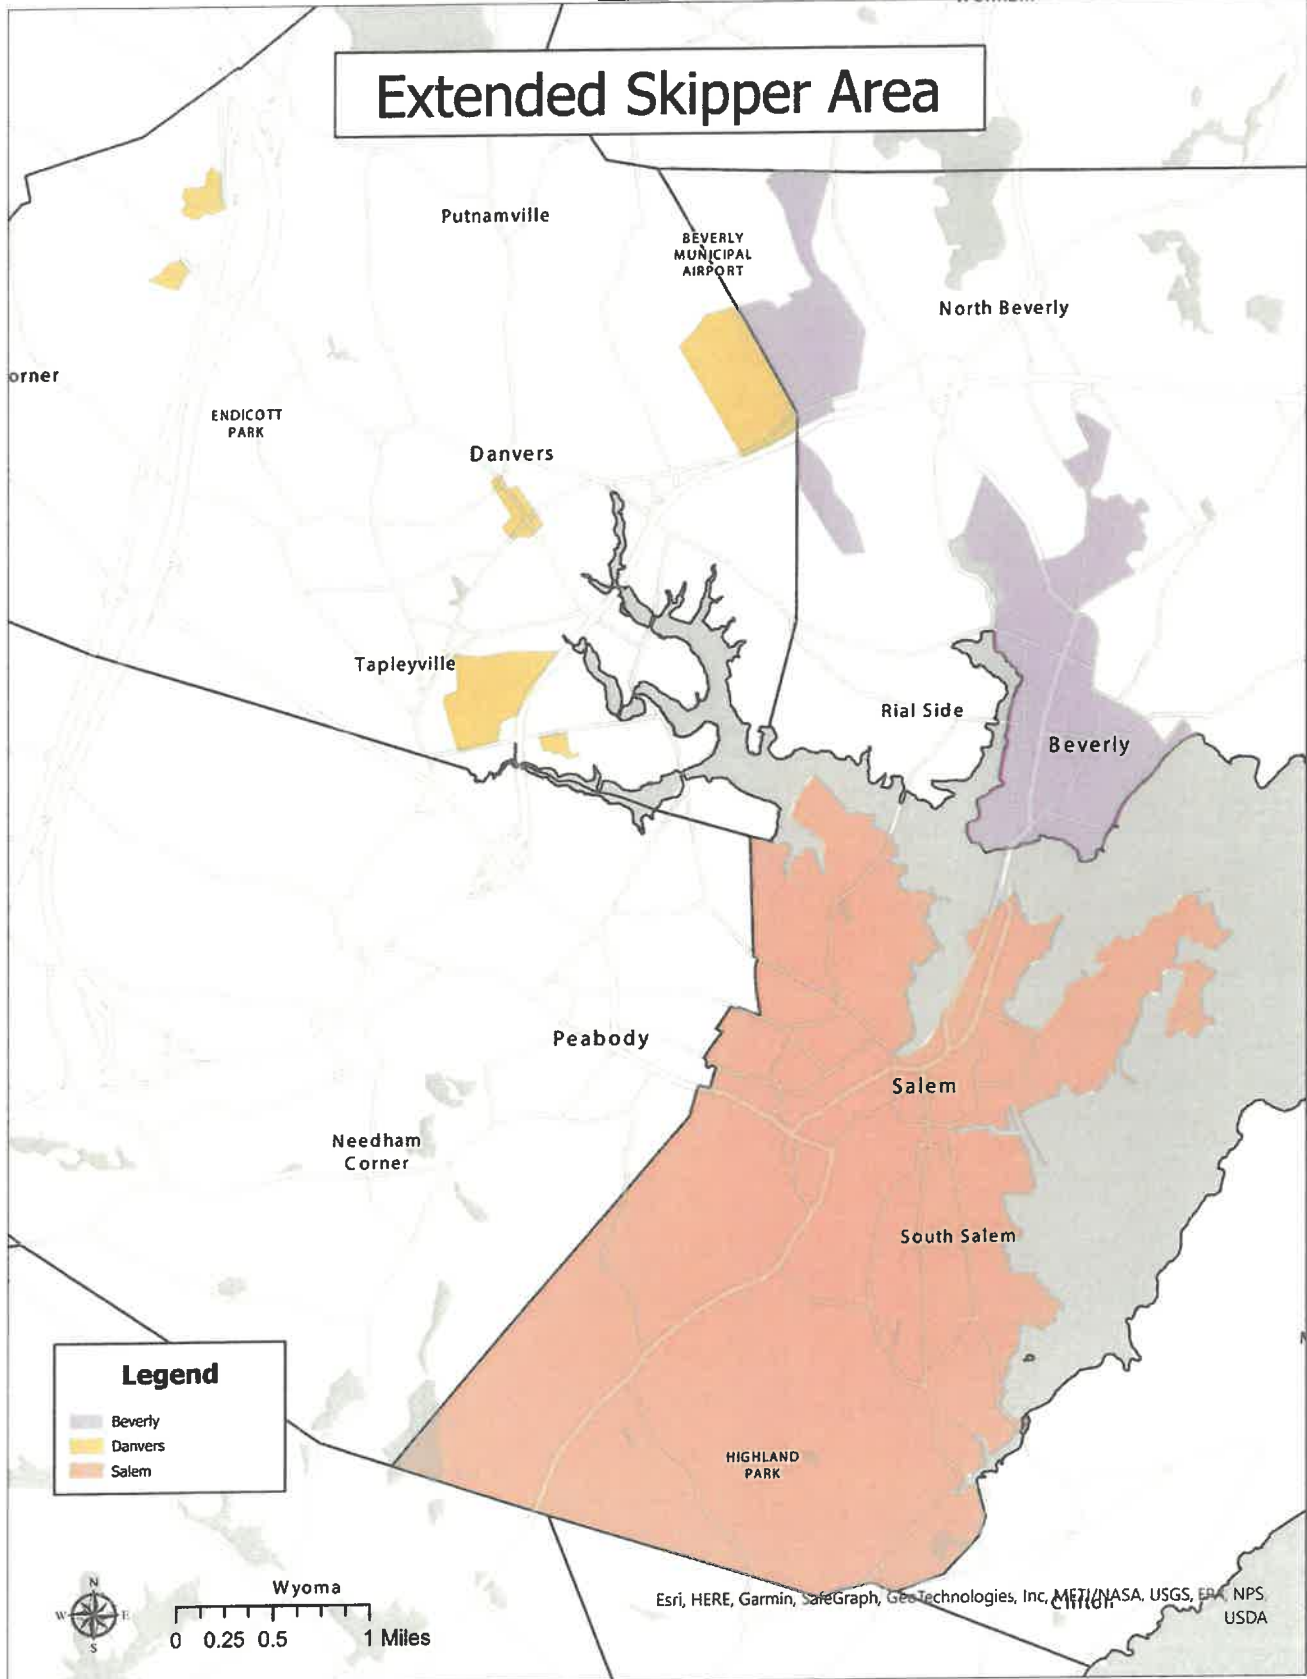 Extended Skipper Area
Putnamville
BEVERLY
MUNICIPAL
AIRPORT
North Beverly
orner
ENDICOTT
PARK
Danvers
Tapleyville
Rial Side
Beverly
Peabody
Salem
Needham
Corner
South Salem
Legend
Beverly
Danvers
Salem
HIGHLAND
PARK
N
W
E
S
Wyoma
0 0.25 0.5 1 Miles
Clifton
Esri, HERE, Garmin, SafeGraph, GeoTechnologies, Inc, METI/NASA, USGS, EPA, NPS,
USDA